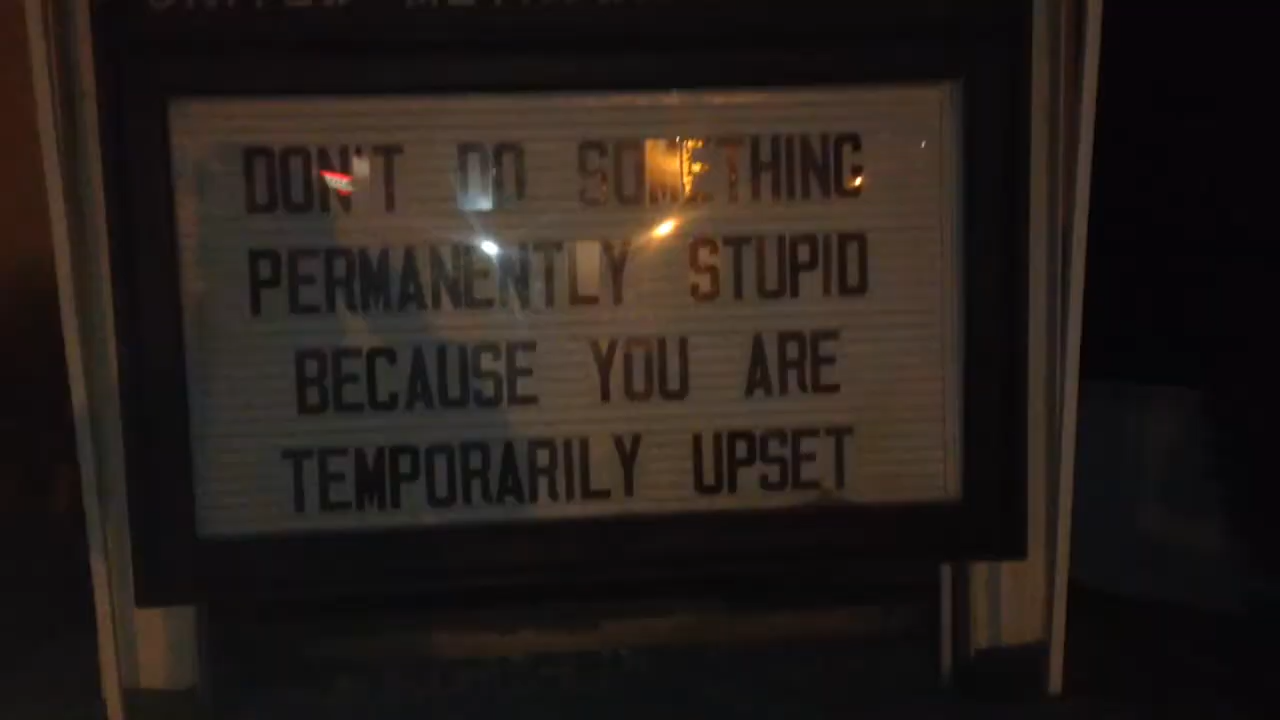 DON'T DO SOMETHING
PERMANENTLY STUPID
BECAUSE YOU ARE
TEMPORARILY UPSET